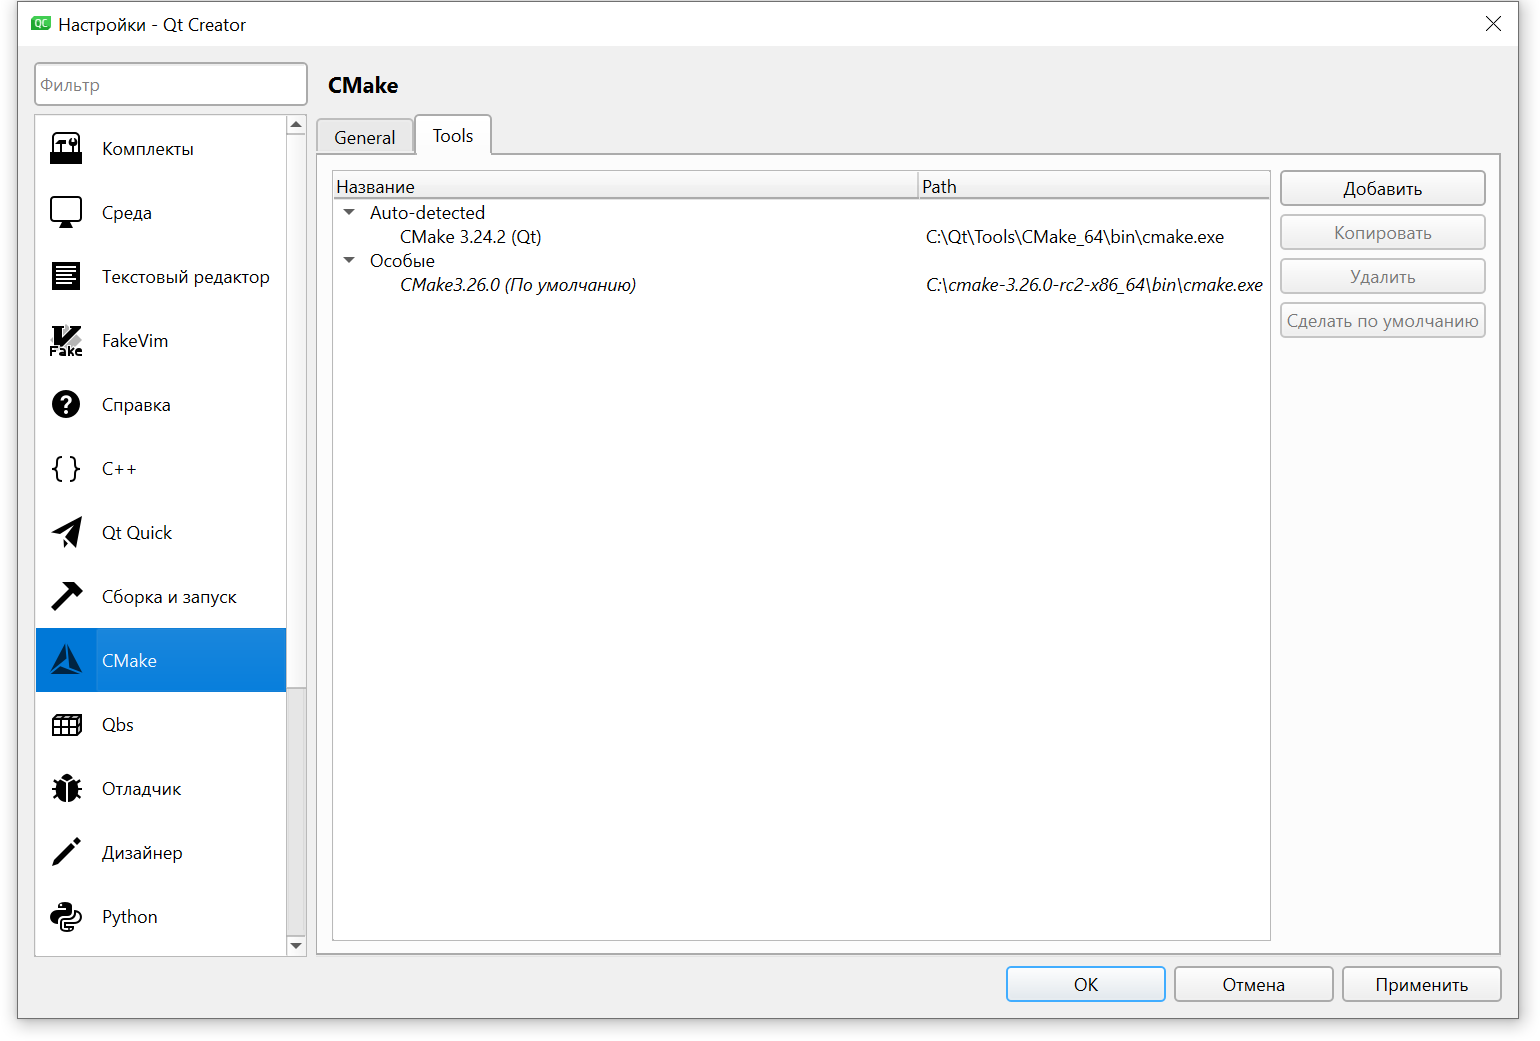 QC Настройки - Qt Creator
Фильтр
Комплекты
Среда
Текстовый редактор
Fake FakeVim
Справка
C++
Qt Quick
Сборка и запуск
CMake
Qbs
Отладчик
Дизайнер
Python
CMake
General Tools
Название Path
Auto-detected
CMake 3.24.2 (Qt) C:\Qt\Tools\CMake_64\bin\cmake.exe
Особые
CMake3.26.0 (По умолчанию) C:\cmake-3.26.0-rc2-x86_64\bin\cmake.exe
Добавить
Копировать
Удалить
Сделать по умолчанию
OK Отмена Применить